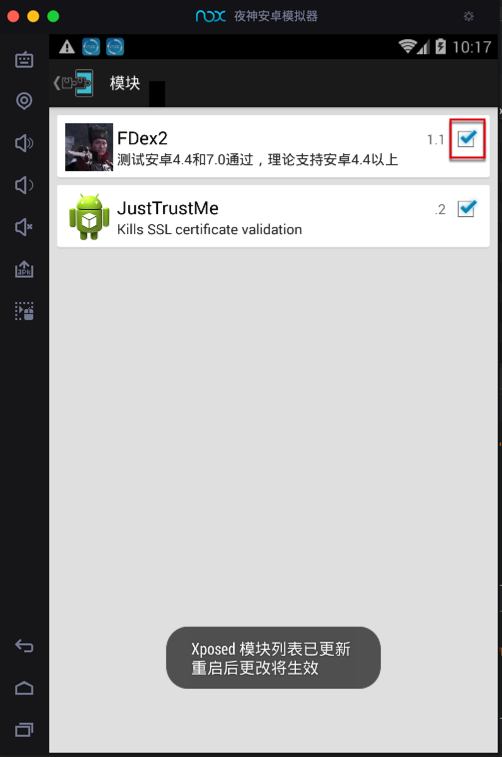 nox 夜神安卓模拟器
10:17
模块
FDex2
1.1
测试安卓4.4和7.0通过，理论支持安卓4.4以上
JustTrustMe
.2
Kills SSL certificate validation
Xposed 模块列表已更新
重启后更改将生效